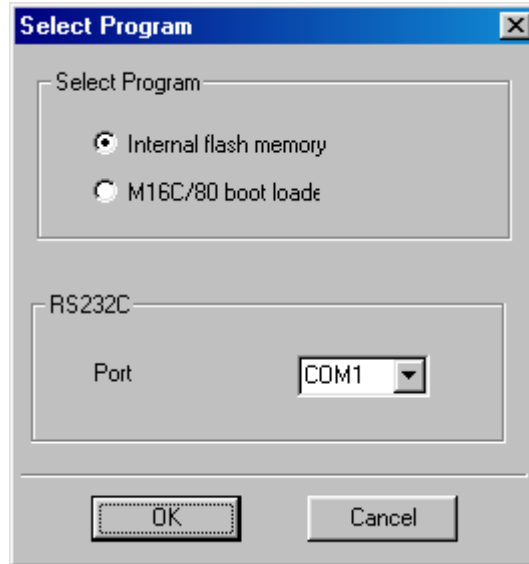 Select Program
Select Program
Internal flash memory
M16C/80 boot loade
RS232C
Port COM1
OK Cancel